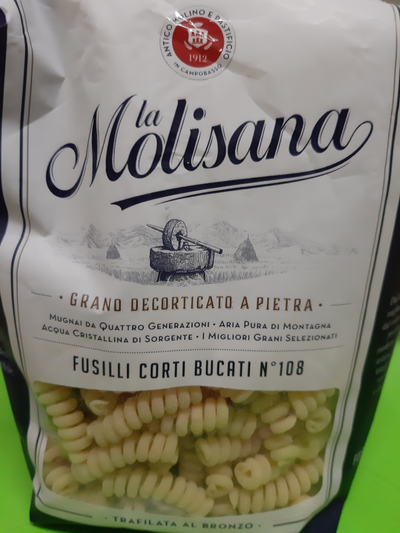 ANTICO MOLINO E PASTIFICIO
1912
IN CAMPOBASSO
la
Molisana
· GRANO DECORTICATO A PIETRA ·
MUGNAI DA QUATTRO GENERAZIONI · ARIA PURA DI MONTAGNA
ACQUA CRISTALLINA DI SORGENTE · I MIGLIORI GRANI SELEZIONATI
FUSILLI CORTI BUCATI N°108
· TRAFILATA AL BRONZO ·